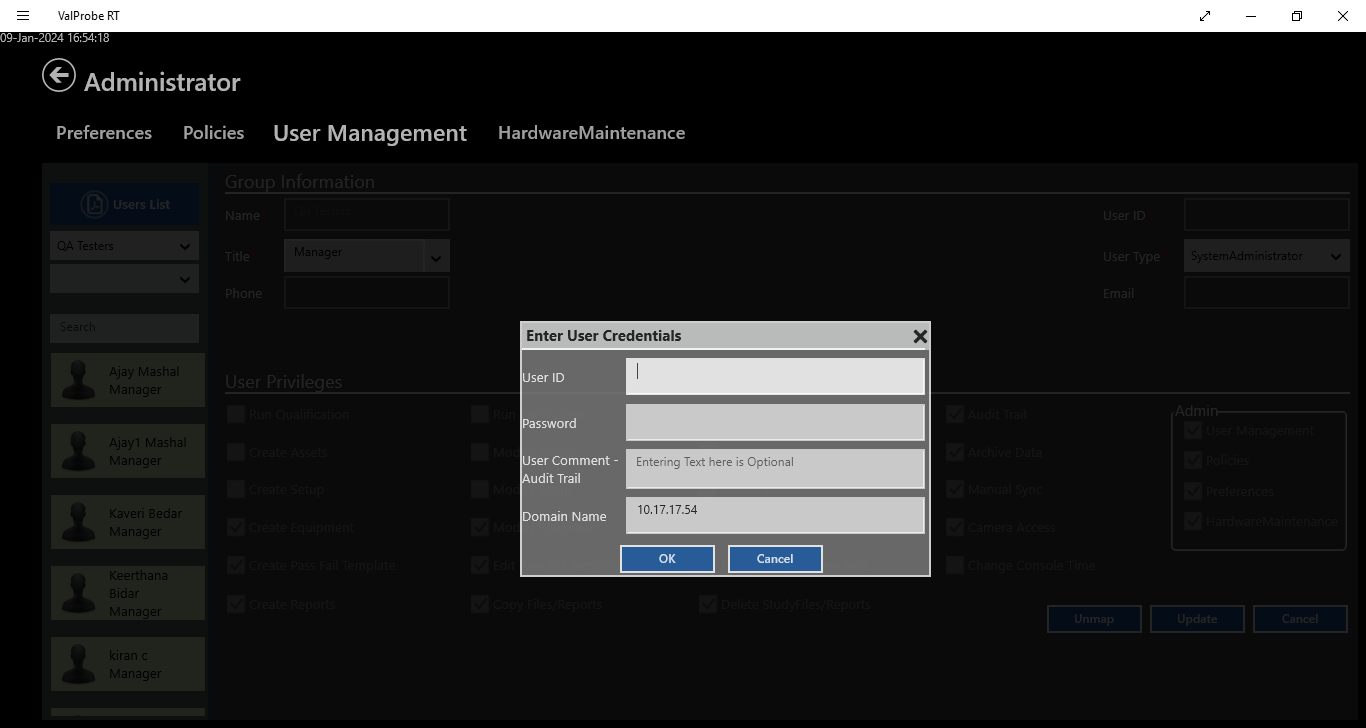 ValProbe RT
09-Jan-2024 16:54:18
Administrator
Preferences Policies User Management HardwareMaintenance
Users List
QA Testers
Search
Ajay Mashal
Manager
Ajay1 Mashal
Manager
Kaveri Bedar
Manager
Keerthana
Bidar
Manager
kiran c
Manager
Group Information
Name
User ID
Title Manager
User Type SystemAdministrator
Phone
Email
User Privileges
Run Qualification
Run
Audit Trail
Create Assets
Archive Data
Create Setup
Manual Sync
Create Equipment
Camera Access
Create Pass Fail Template
Edit
Change Console Time
Create Reports
Copy Files/Reports
Delete StudyFiles/Reports
Admin
User Management
Policies
Preferences
HardwareMaintenance
Unmap Update Cancel
Enter User Credentials
User ID
Password
User Comment -
Audit Trail
Entering Text here is Optional
Domain Name 10.17.17.54
OK Cancel